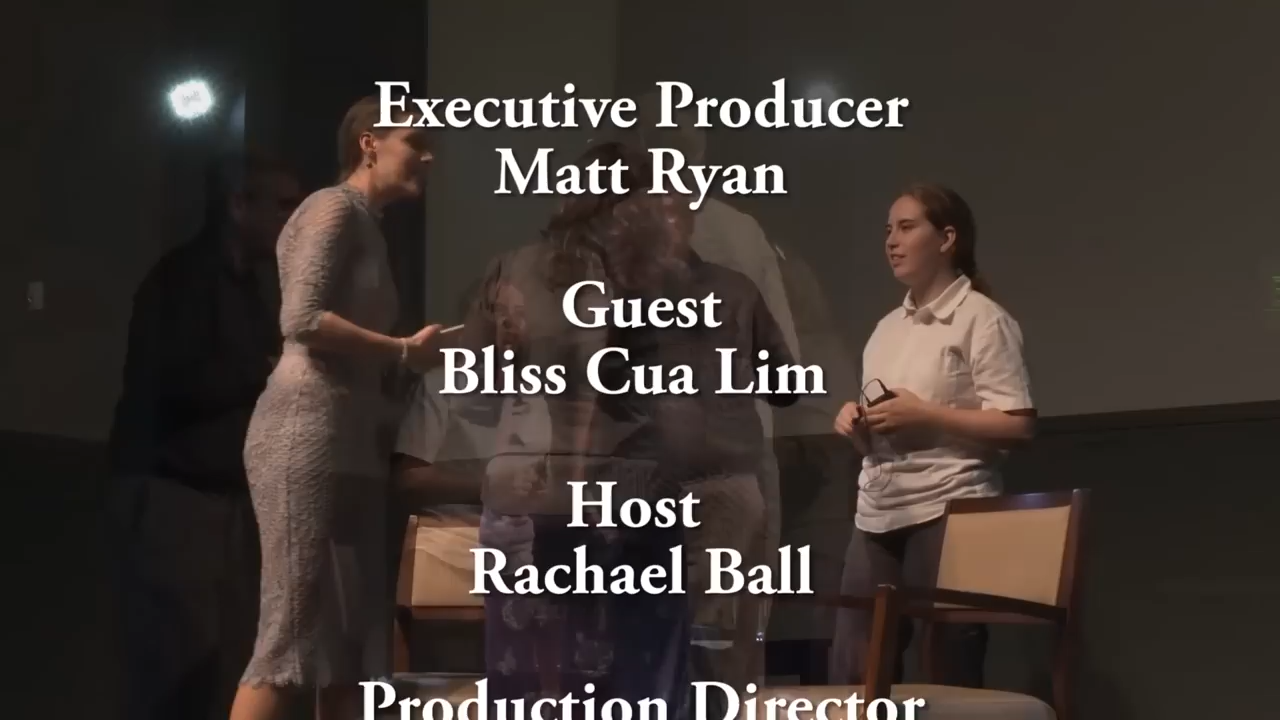 Executive Producer
Matt Ryan
Guest
Bliss Cua Lim
Host
Rachael Ball
Production Director